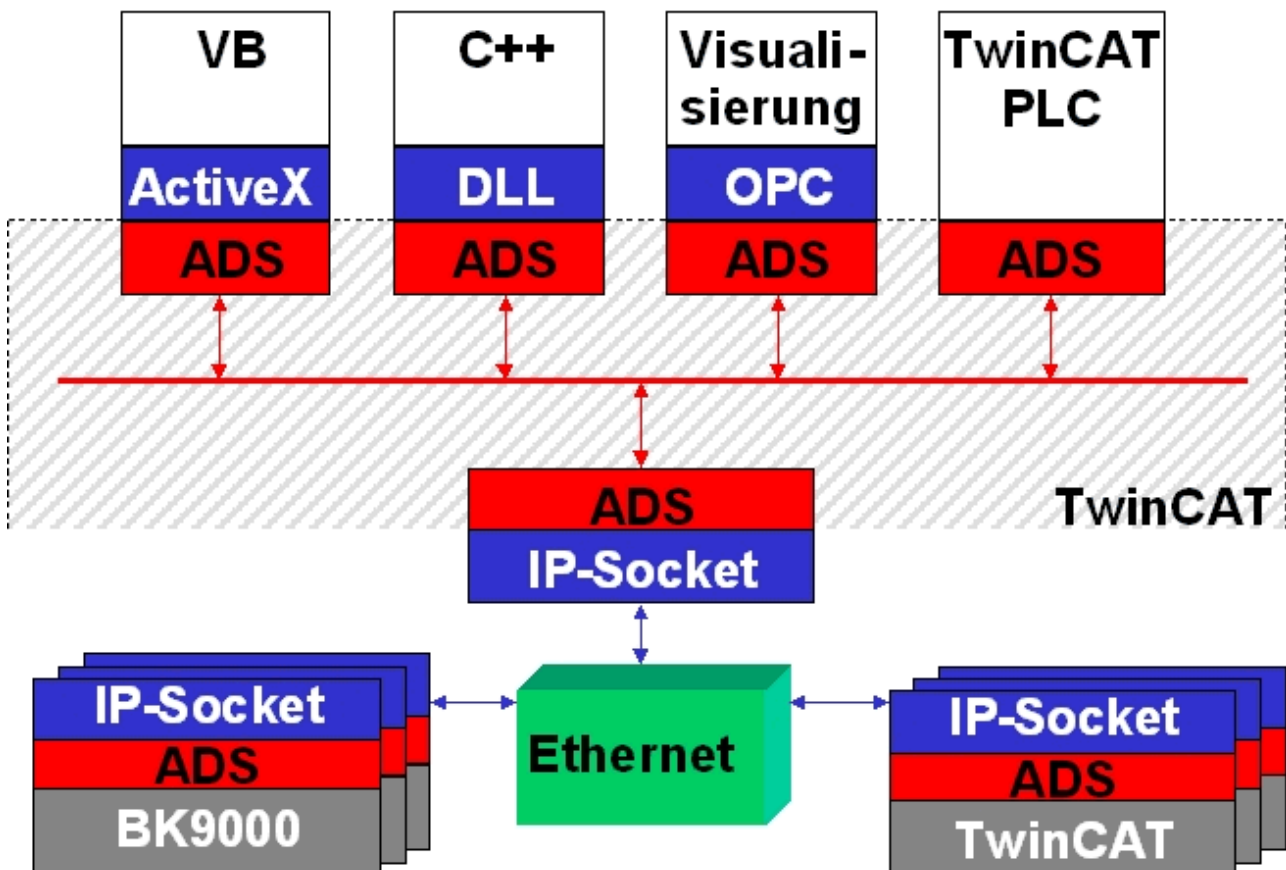 VB
ActiveX
ADS
C++
DLL
ADS
Visuali-
sierung
OPC
ADS
TwinCAT
PLC
ADS
ADS
IP-Socket
TwinCAT
IP-Socket
ADS
BK9000
Ethernet
IP-Socket
ADS
TwinCAT